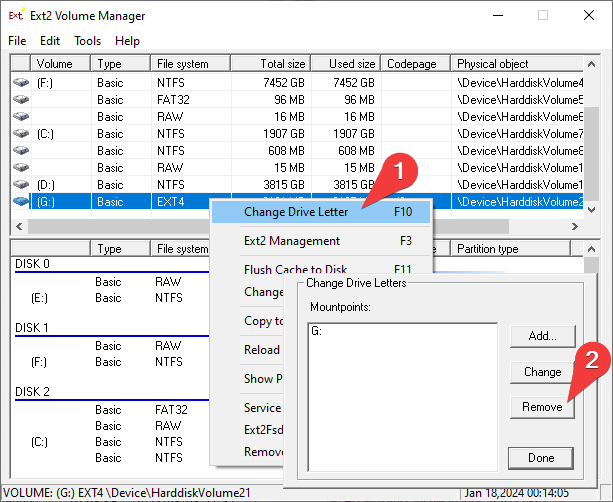 Ext2 Volume Manager
File Edit Tools Help
Volume Type File system Total size Used size Codepage Physical object
(F:) Basic NTFS 7452 GB 7452 GB \Device\HarddiskVolume4
Basic FAT32 96 MB 96 MB \Device\HarddiskVolume5
Basic RAW 16 MB 16 MB \Device\HarddiskVolume6
(C:) Basic NTFS 1907 GB 1907 GB \Device\HarddiskVolume7
Basic NTFS 608 MB 608 MB \Device\HarddiskVolume8
Basic RAW 15 MB 15 MB \Device\HarddiskVolume1
(D:) Basic NTFS 3815 GB 3815 GB \Device\HarddiskVolume1
(G:) Basic EXT4 \Device\HarddiskVolume2
1
Change Drive Letter F10
Ext2 Management F3
Flush Cache to Disk F11
Change
Copy to
Reload
Show P
Service
Ext2Fsd
Remove
Type File system Partition type
DISK 0
Basic RAW
(E:) Basic NTFS
DISK 1
Basic RAW
(F:) Basic NTFS
DISK 2
Basic FAT32
Basic RAW
(C:) Basic NTFS
Basic NTFS
Change Drive Letters
Mountpoints:
G:
Add...
Change
2
Remove
Done
VOLUME: (G:) EXT4 \Device\HarddiskVolume21 Jan 18,2024 00:14:05